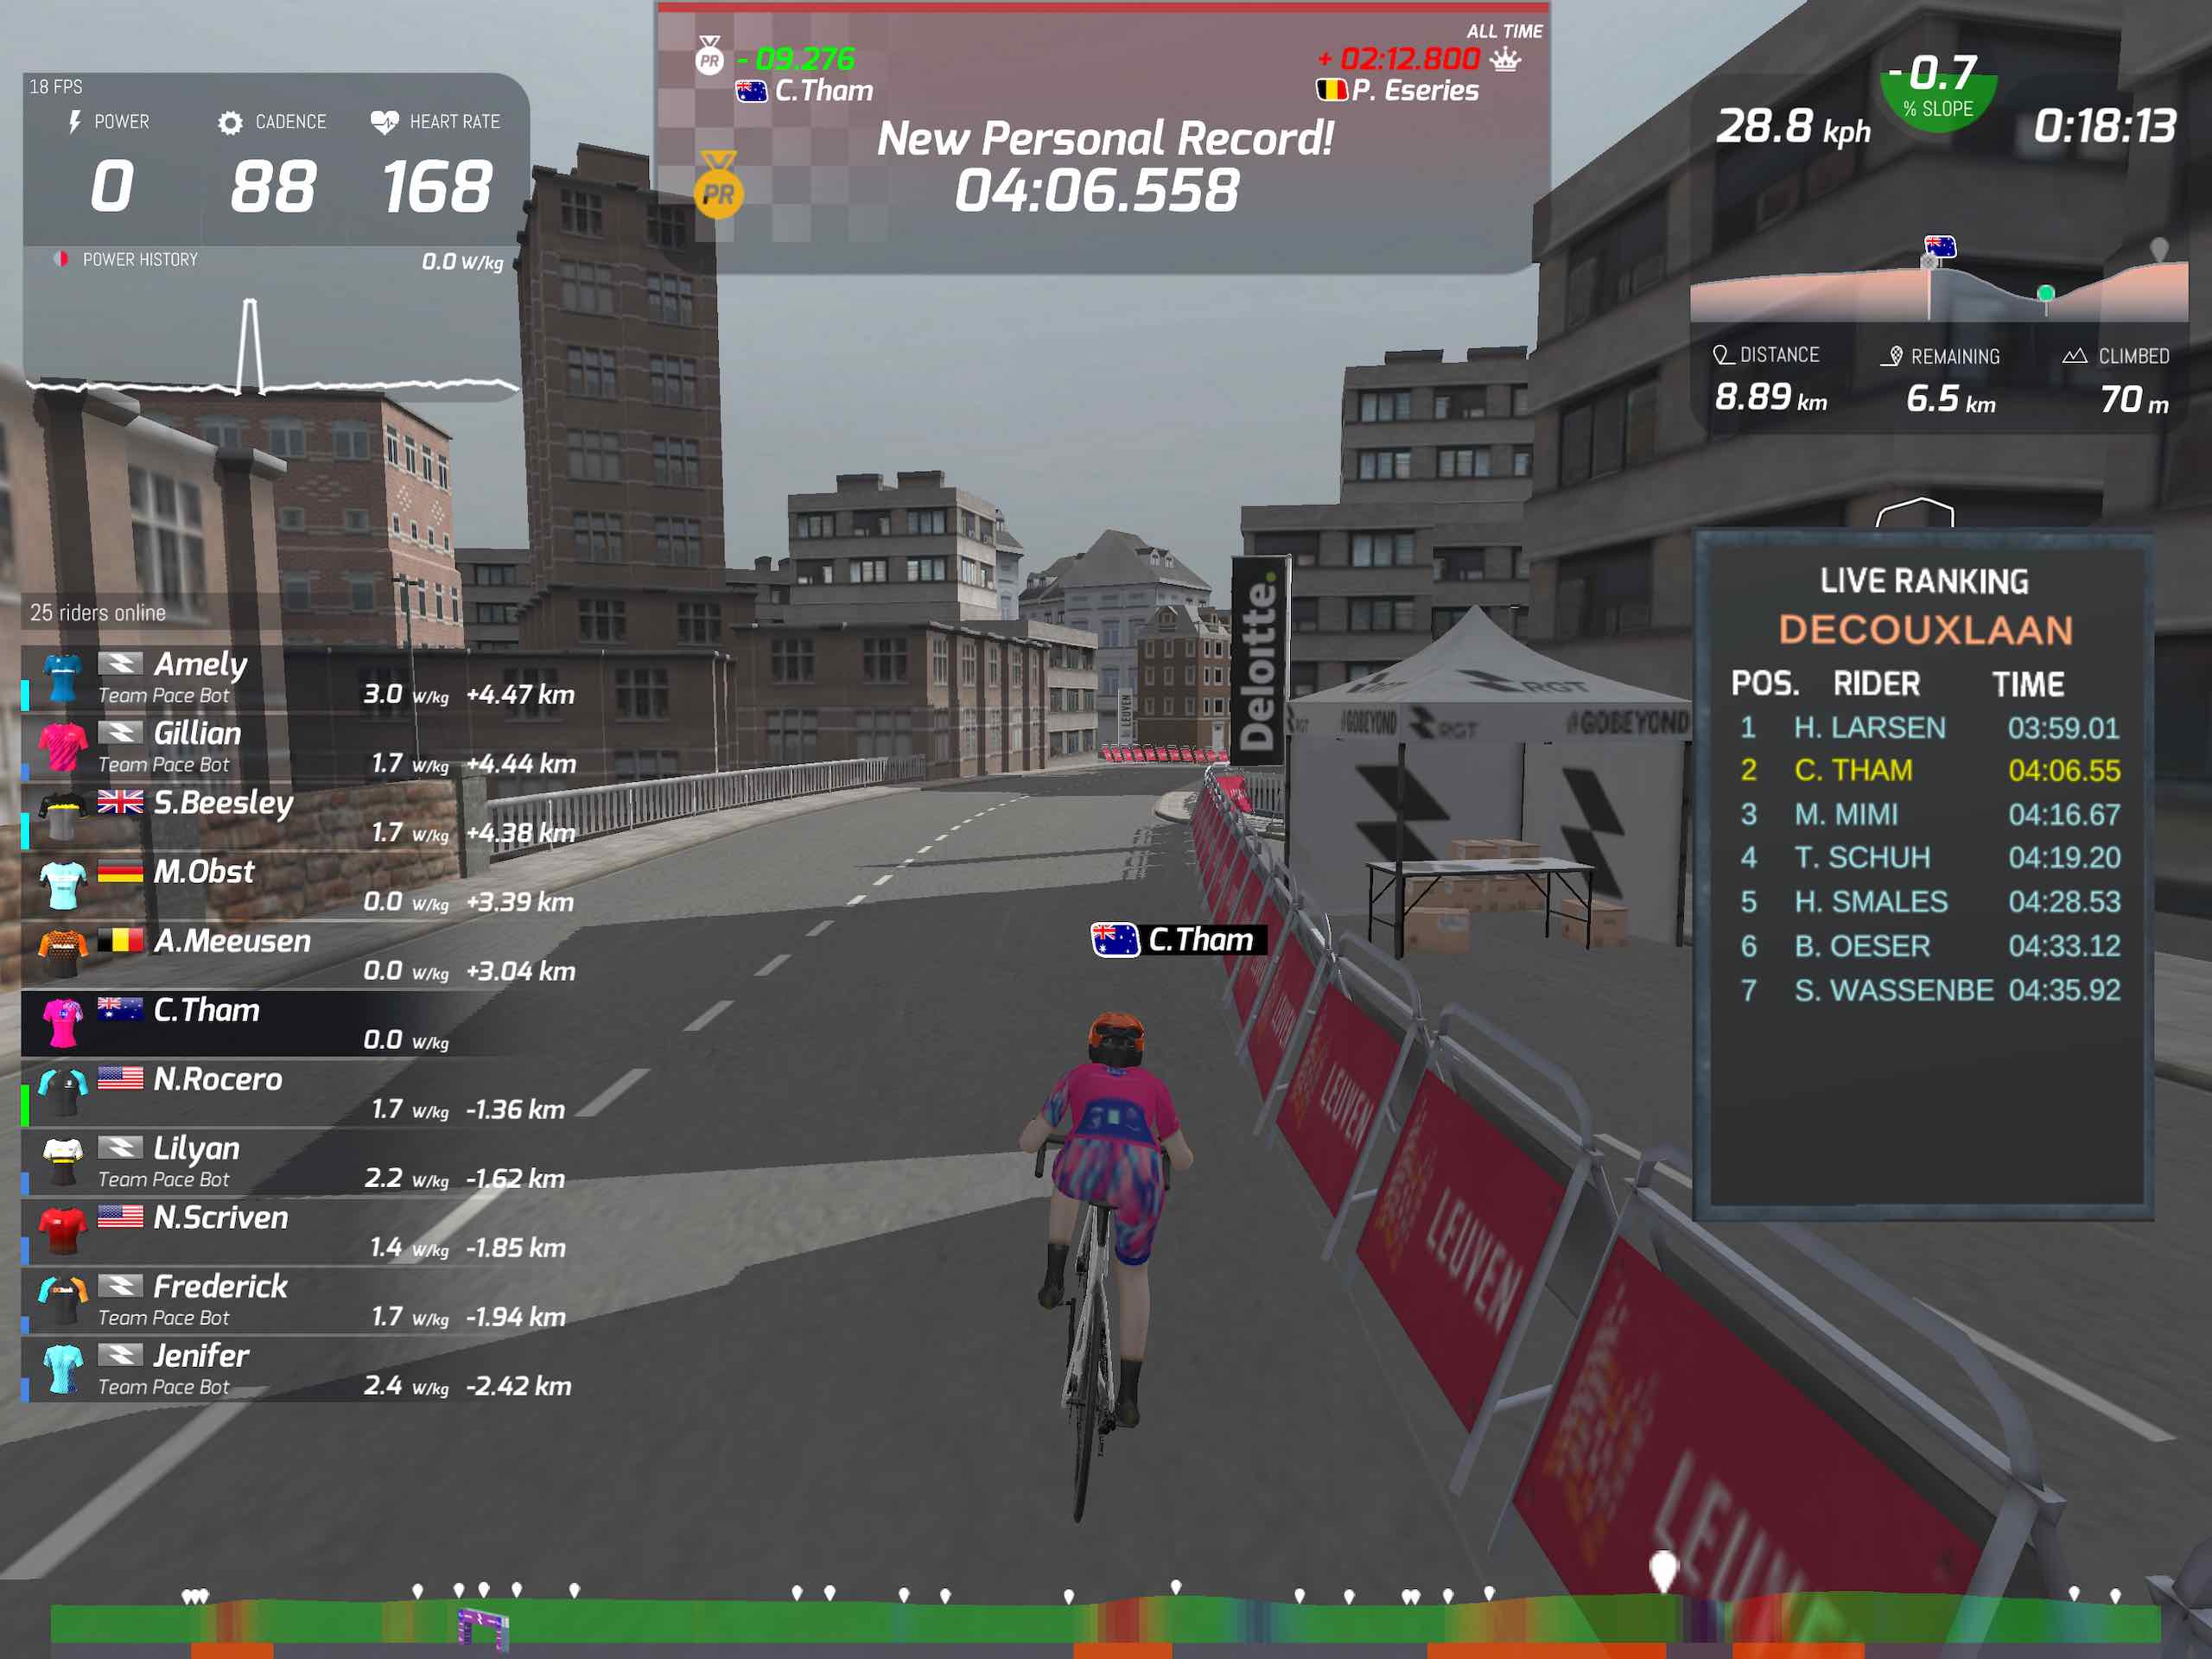 18 FPS
POWER CADENCE HEART RATE
0 88 168
POWER HISTORY 0.0 W/kg
ALL TIME
PR - 09.276 + 02:12.800
C.Tham P. Eseries
New Personal Record!
PR 04:06.558
-0.7
% SLOPE
28.8 kph 0:18:13
DISTANCE REMAINING CLIMBED
8.89 km 6.5 km 70 m
25 riders online
Amely
Team Pace Bot 3.0 W/kg +4.47 km
Gillian
Team Pace Bot 1.7 W/kg +4.44 km
S.Beesley
1.7 W/kg +4.38 km
M.Obst
0.0 W/kg +3.39 km
A.Meeusen
0.0 W/kg +3.04 km
C.Tham
0.0 W/kg
N.Rocero
1.7 W/kg -1.36 km
Lilyan
Team Pace Bot 2.2 W/kg -1.62 km
N.Scriven
1.4 W/kg -1.85 km
Frederick
Team Pace Bot 1.7 W/kg -1.94 km
Jenifer
Team Pace Bot 2.4 W/kg -2.42 km
LEUVEN
Deloitte.
RGT
#GOBEYOND RGT #GOBEYOND
C.Tham
LEUVEN
LEUVEN
LEUVEN
LIVE RANKING
DECOUXLAAN
POS. RIDER TIME
1 H. LARSEN 03:59.01
2 C. THAM 04:06.55
3 M. MIMI 04:16.67
4 T. SCHUH 04:19.20
5 H. SMALES 04:28.53
6 B. OESER 04:33.12
7 S. WASSENBE 04:35.92